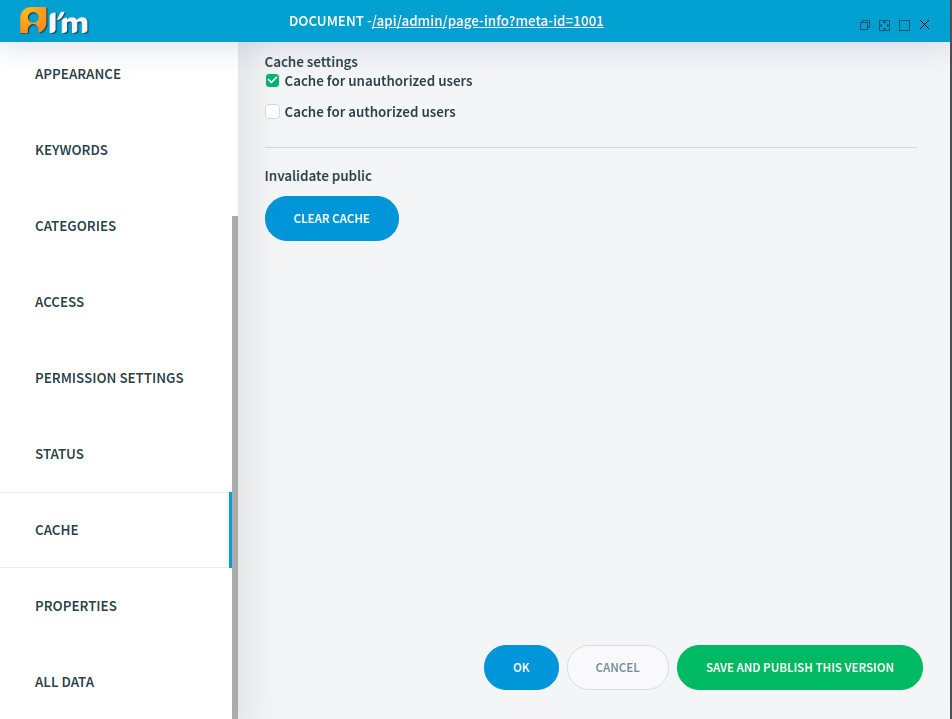 I'm
DOCUMENT -/api/admin/page-info?meta-id=1001
APPEARANCE
KEYWORDS
CATEGORIES
ACCESS
PERMISSION SETTINGS
STATUS
CACHE
PROPERTIES
ALL DATA
Cache settings
Cache for unauthorized users
Cache for authorized users
Invalidate public
CLEAR CACHE
OK
CANCEL
SAVE AND PUBLISH THIS VERSION